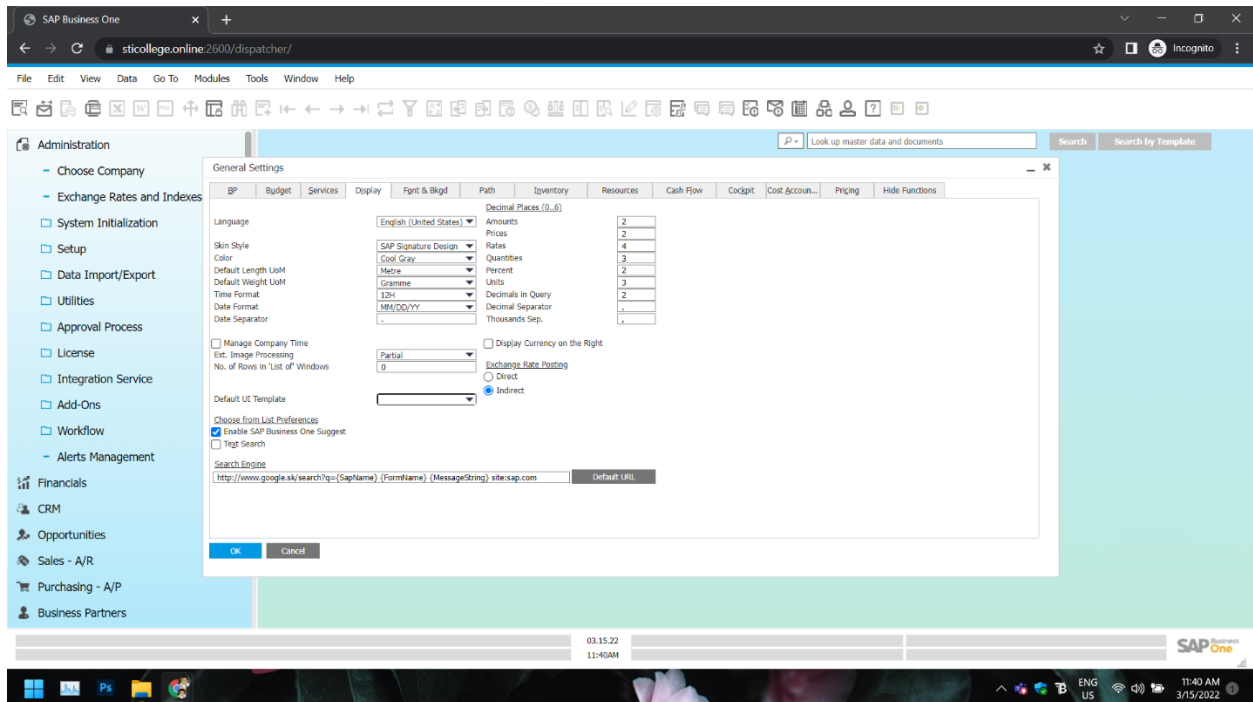 SAP Business One
sticollege.online:2600/dispatcher/
Incognito
File Edit View Data Go To Modules Tools Window Help
Look up master data and documents
Search
Search by Template
Administration
Choose Company
Exchange Rates and Indexes
System Initialization
Setup
Data Import/Export
Utilities
Approval Process
License
Integration Service
Add-Ons
Workflow
Alerts Management
Financials
CRM
Opportunities
Sales - A/R
Purchasing - A/P
Business Partners
General Settings
BP Budget Services Display Font & Bkgd Path Inventory Resources Cash Flow Cockpit Cost Accoun... Pricing Hide Functions
Language English (United States)
Skin Style SAP Signature Design
Color Cool Gray
Default Length UoM Metre
Default Weight UoM Gramme
Time Format 12H
Date Format MM/DD/YY
Date Separator .
Manage Company Time
Ext. Image Processing Partial
No. of Rows in 'List of' Windows 0
Default UI Template
Choose from List Preferences
Enable SAP Business One Suggest
Text Search
Search Engine
http://www.google.sk/search?q={SapName} {FormName} {MessageString} site:sap.com
Default URL
Decimal Places (0..6)
Amounts 2
Prices 2
Rates 4
Quantities 3
Percent 2
Units 3
Decimals in Query 2
Decimal Separator .
Thousands Sep. ,
Display Currency on the Right
Exchange Rate Posting
Direct
Indirect
OK
Cancel
03.15.22
11:40AM
SAP Business One
Ps
ENG
US
11:40 AM
3/15/2022
1